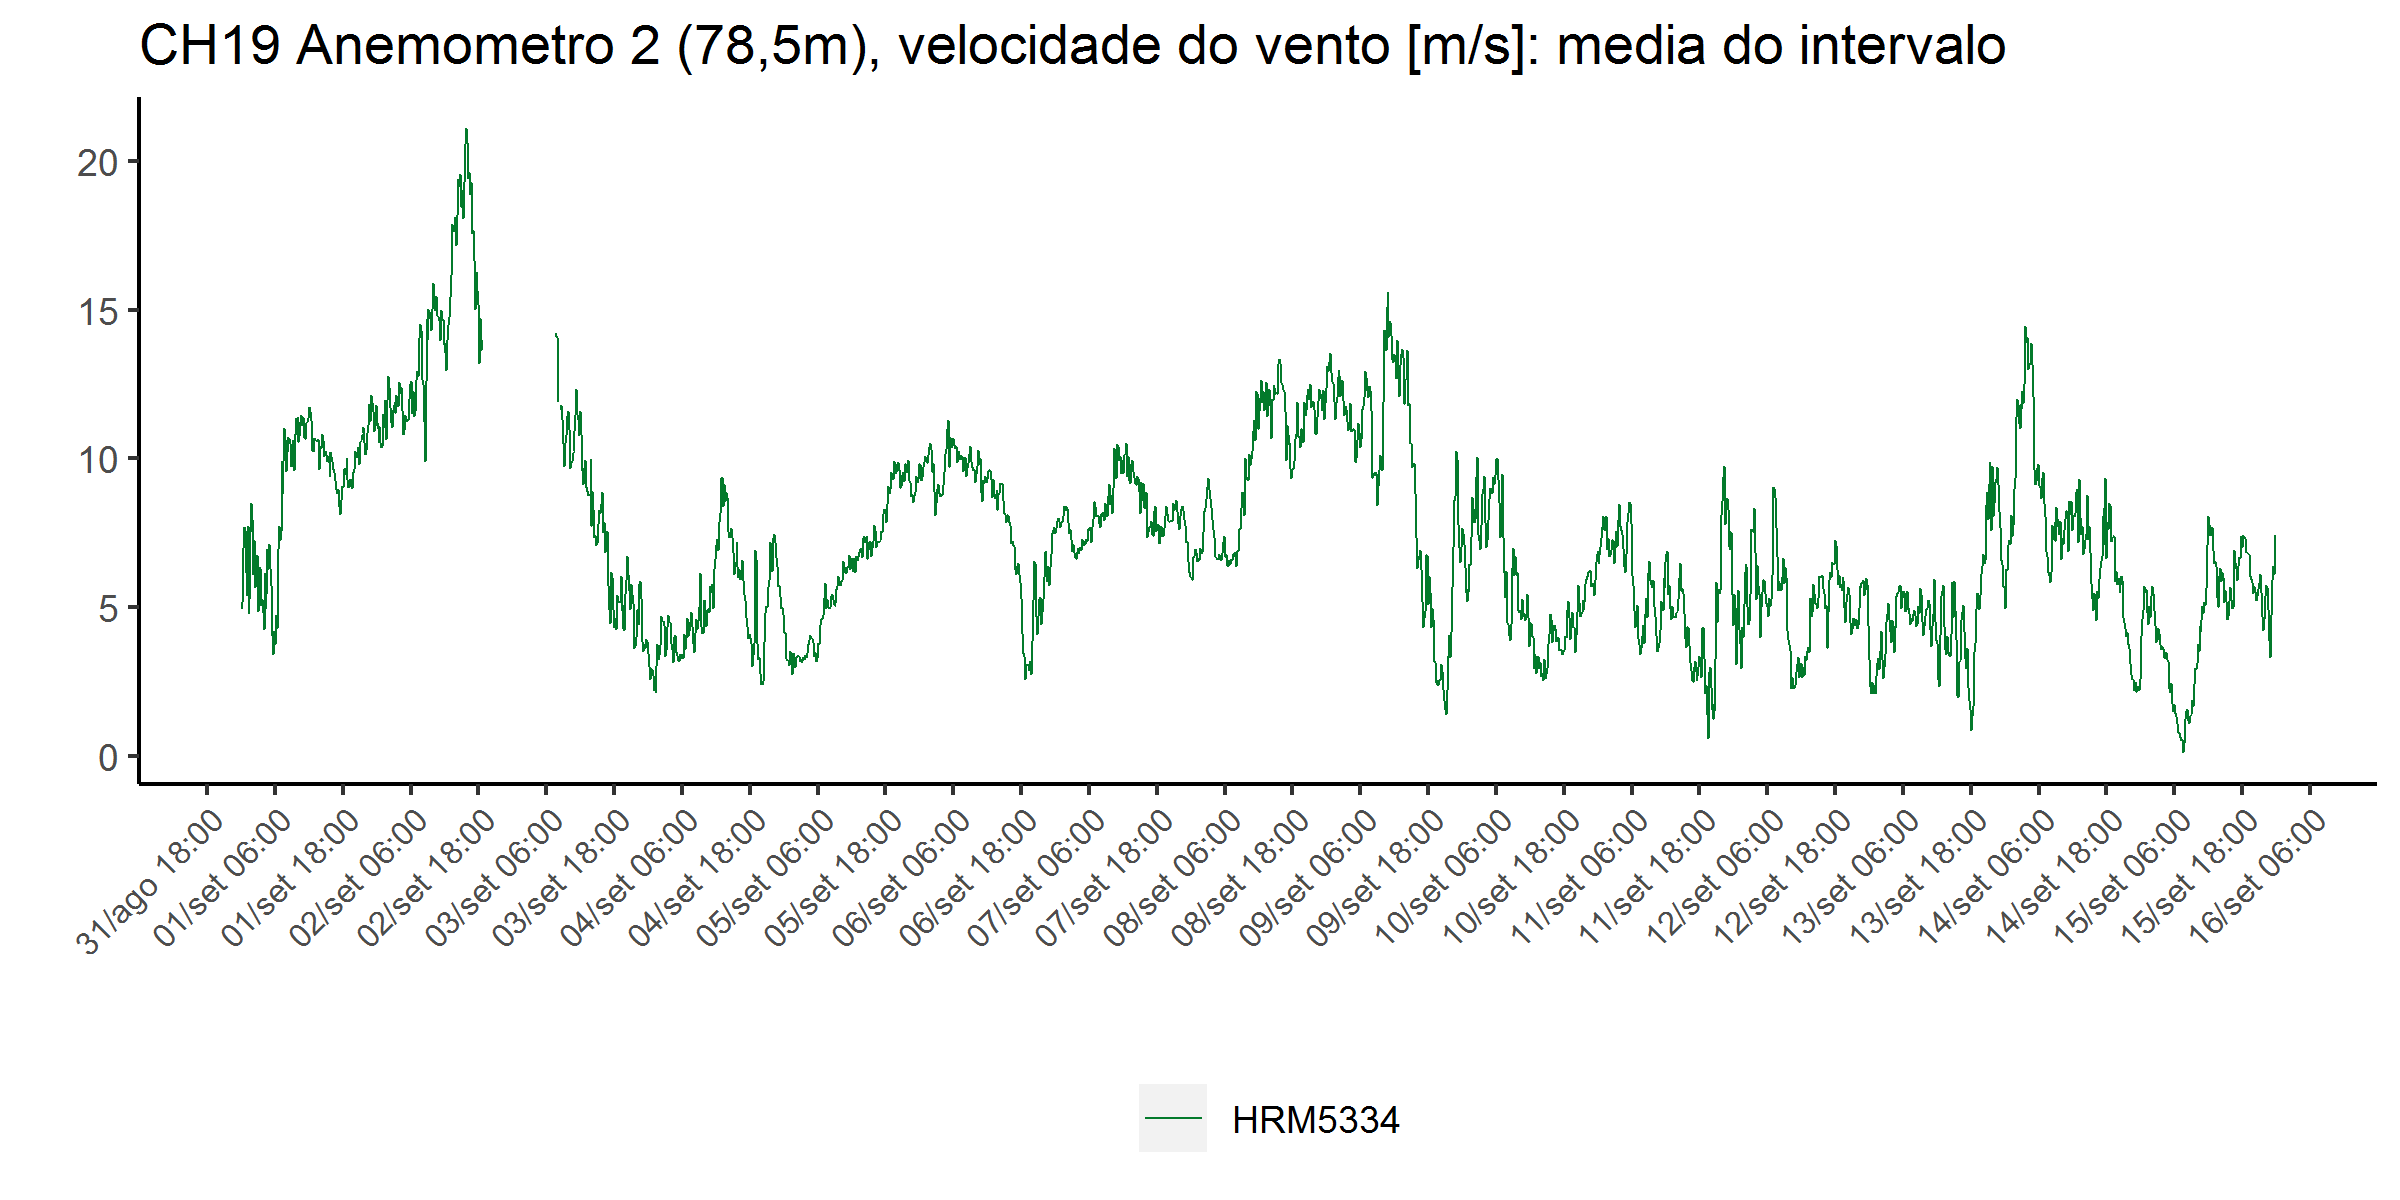 CH19 Anemometro 2 (78,5m), velocidade do vento [m/s]: media do intervalo
20
15
10
5
0
31/ago 18:00
01/set 06:00
01/set 18:00
02/set 06:00
02/set 18:00
03/set 06:00
03/set 18:00
04/set 06:00
04/set 18:00
05/set 06:00
05/set 18:00
06/set 06:00
06/set 18:00
07/set 06:00
07/set 18:00
08/set 06:00
08/set 18:00
09/set 06:00
09/set 18:00
10/set 06:00
10/set 18:00
11/set 06:00
11/set 18:00
12/set 06:00
12/set 18:00
13/set 06:00
13/set 18:00
14/set 06:00
14/set 18:00
15/set 06:00
15/set 18:00
16/set 06:00
HRM5334